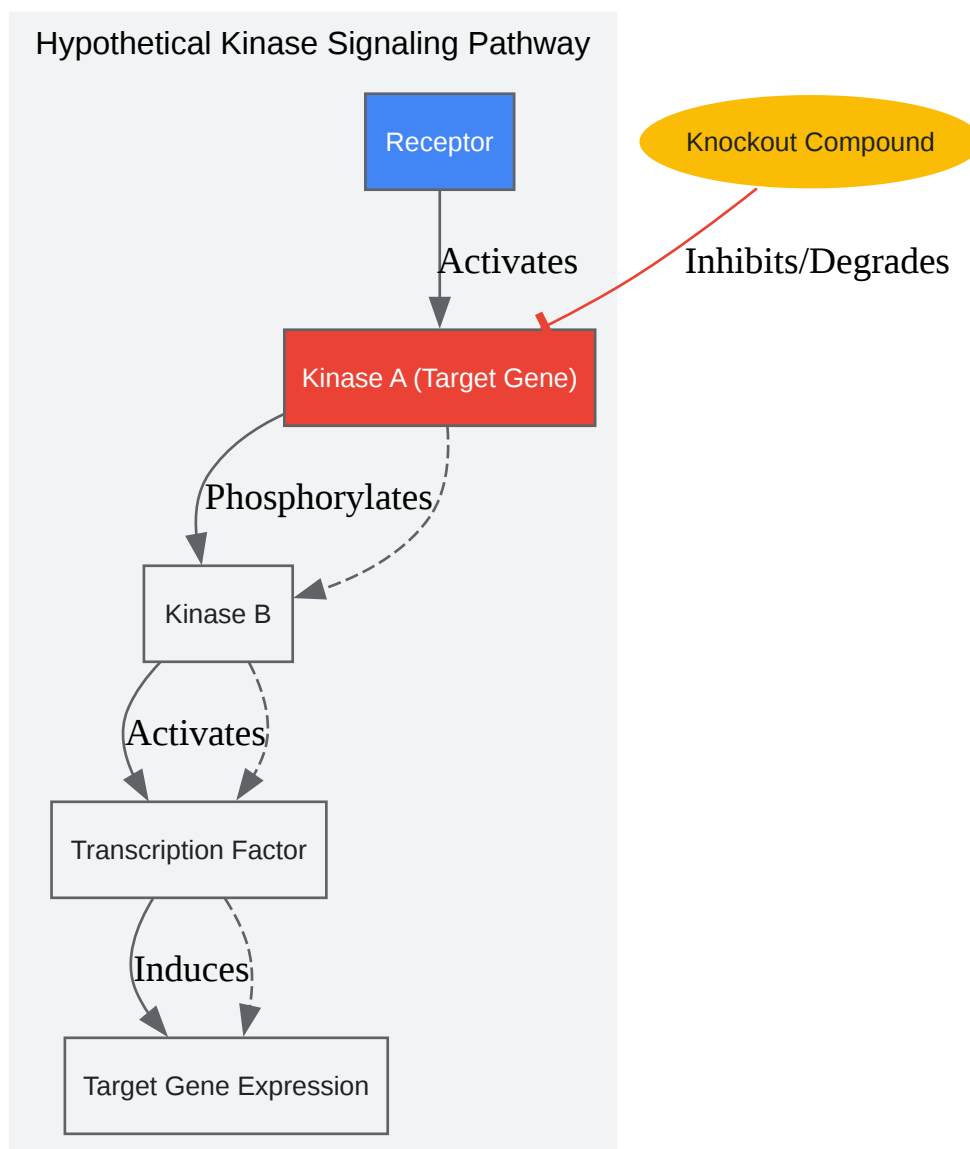 Hypothetical Kinase Signaling Pathway
Receptor
Knockout Compound
Activates
Inhibits/Degrades
Kinase A (Target Gene)
Phosphorylates
Kinase B
Activates
Transcription Factor
Induces
Target Gene Expression